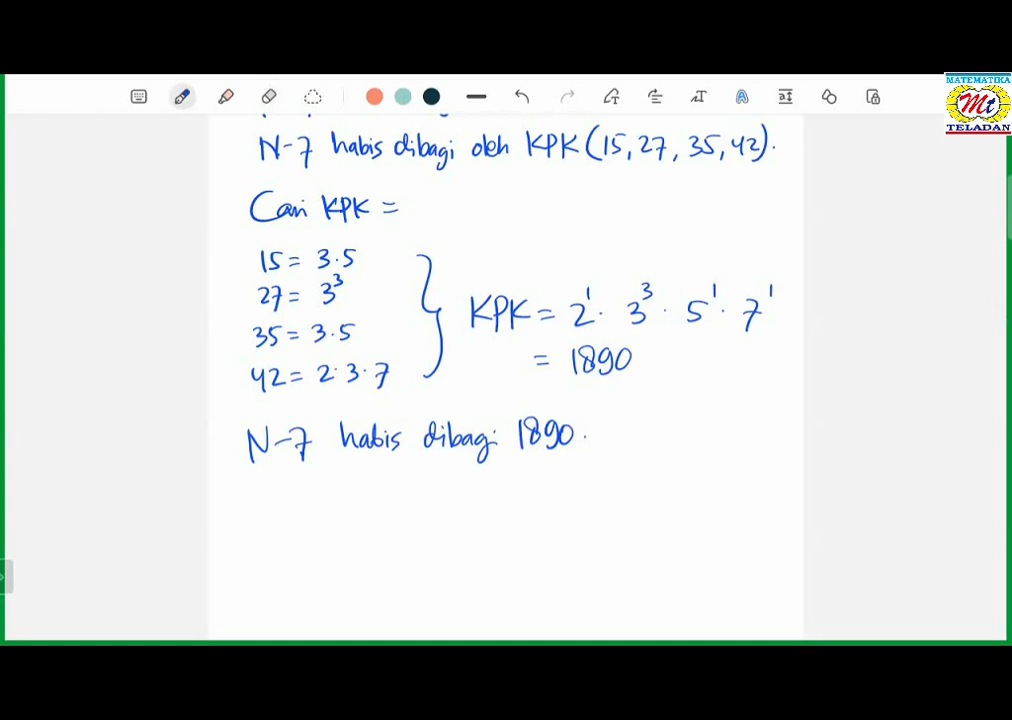 MATEMATIKA
Mt
TELADAN
N-7 habis dibagi oleh KPK (15, 27, 35, 42).
Cari KPK =
15 = 3·5
27 = 3³
35 = 3·5
42 = 2·3·7
KPK = 2¹· 3³ · 5¹ · 7¹
= 1890
N-7 habis dibagi 1890.